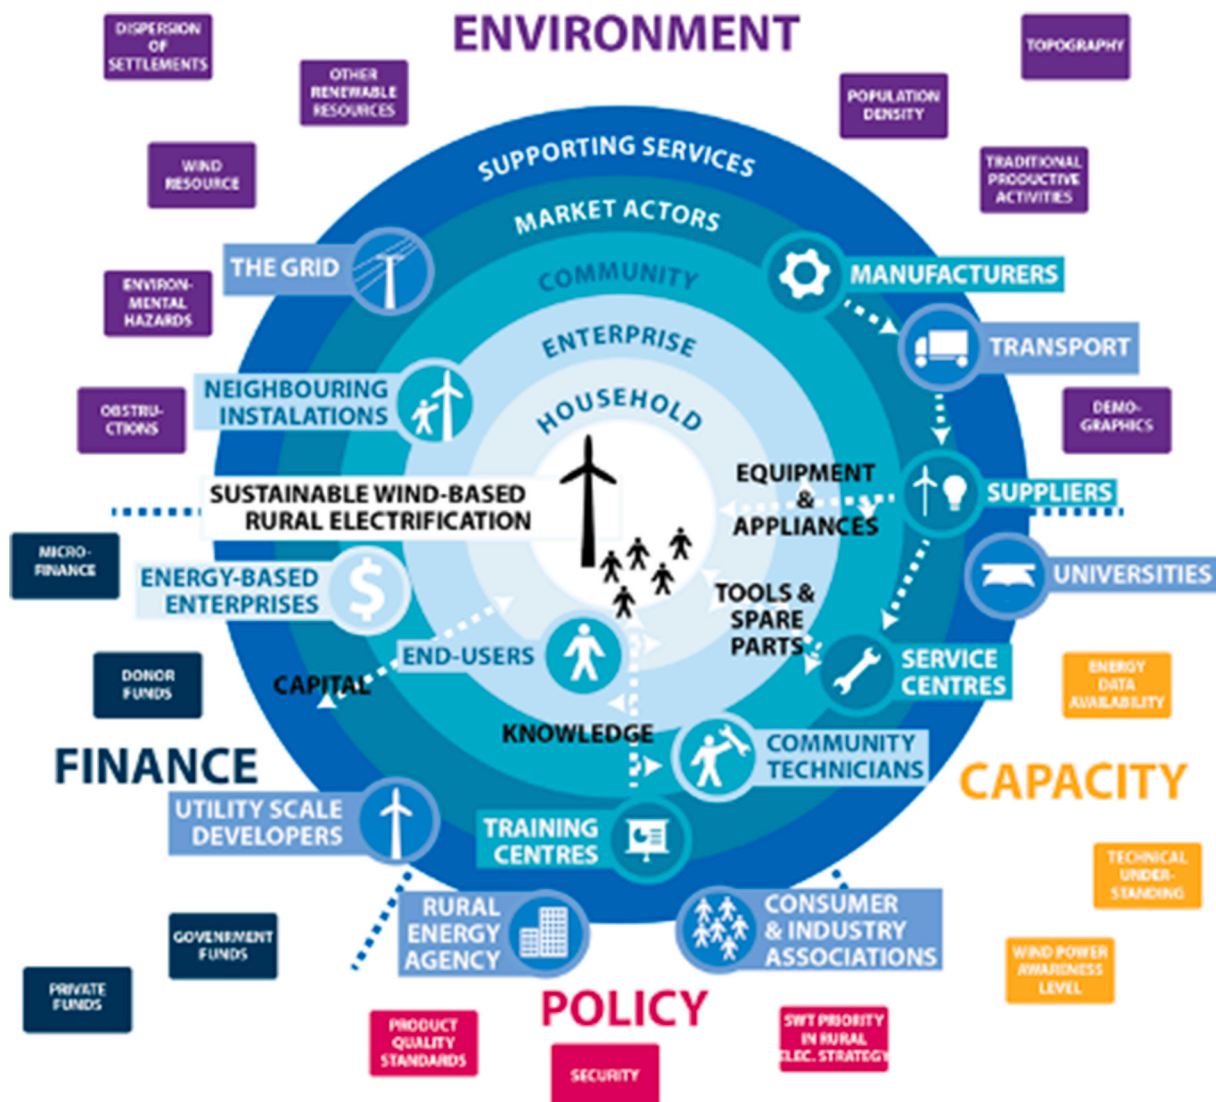 ENVIRONMENT
DISPERSION
OF
SETTLEMENTS
TOPOGRAPHY
OTHER
RENEWABLE
RESOURCES
POPULATION
DENSITY
WIND
RESOURCE
TRADITIONAL
PRODUCTIVE
ACTIVITIES
SUPPORTING SERVICES
MARKET ACTORS
COMMUNITY
ENTERPRISE
HOUSEHOLD
THE GRID
MANUFACTURERS
ENVIRON-
MENTAL
HAZARDS
TRANSPORT
NEIGHBOURING
INSTALATIONS
OBSTRU-
CTIONS
DEMO-
GRAPHICS
EQUIPMENT
&
APPLIANCES
SUPPLIERS
SUSTAINABLE WIND-BASED
RURAL ELECTRIFICATION
MICRO-
FINANCE
ENERGY-BASED
ENTERPRISES
UNIVERSITIES
TOOLS &
SPARE
PARTS
END-USERS
SERVICE
CENTRES
DONOR
FUNDS
CAPITAL
ENERGY
DATA
AVAILABILITY
KNOWLEDGE
COMMUNITY
TECHNICIANS
FINANCE
CAPACITY
UTILITY SCALE
DEVELOPERS
TRAINING
CENTRES
TECHNICAL
UNDER-
STANDING
RURAL
ENERGY
AGENCY
CONSUMER
& INDUSTRY
ASSOCIATIONS
GOVENRMENT
FUNDS
WIND POWER
AWARENESS
LEVEL
PRIVATE
FUNDS
POLICY
PRODUCT
QUALITY
STANDARDS
SECURITY
SWT PRIORITY
IN RURAL
ELEC. STRATEGY